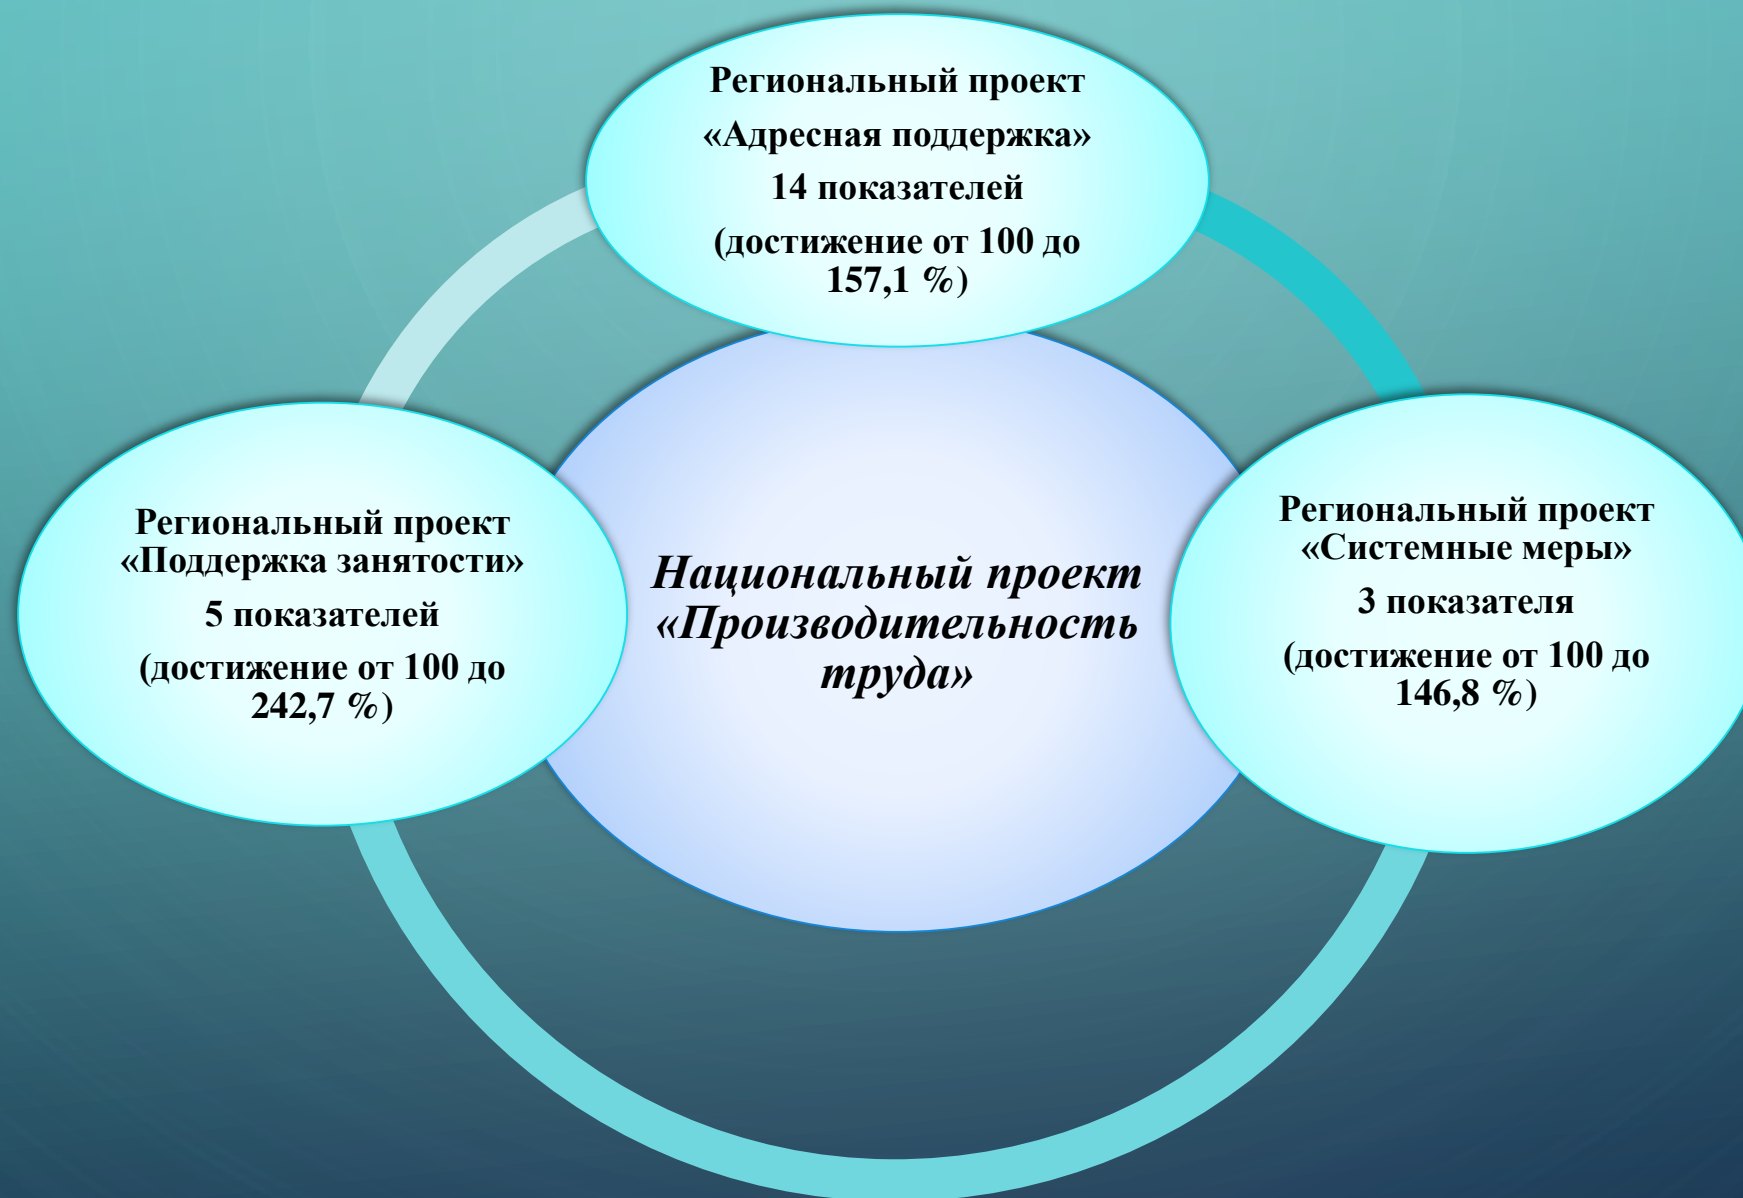 Региональный проект
«Адресная поддержка»
14 показателей
(достижение от 100 до
157,1 %)
Региональный проект
«Поддержка занятости»
5 показателей
(достижение от 100 до
242,7 %)
Национальный проект
«Производительность
труда»
Региональный проект
«Системные меры»
3 показателя
(достижение от 100 до
146,8 %)